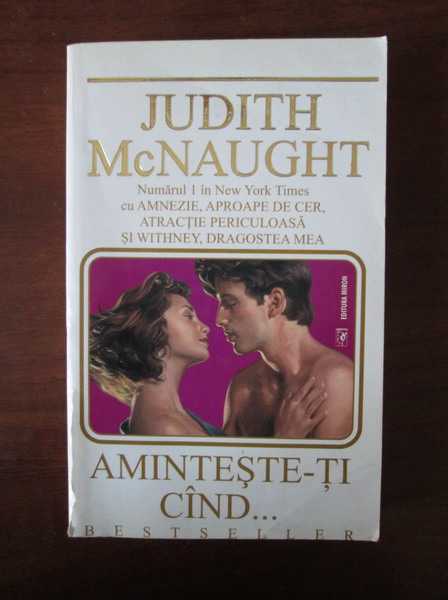 JUDITH
McNAUGHT
Numărul 1 în New York Times
cu AMNEZIE, APROAPE DE CER,
ATRACȚIE PERICULOASĂ
ȘI WITHNEY, DRAGOSTEA MEA
EDITURA MIRON
AMINTEȘTE-ȚI
CÎND...
BESTSELLER